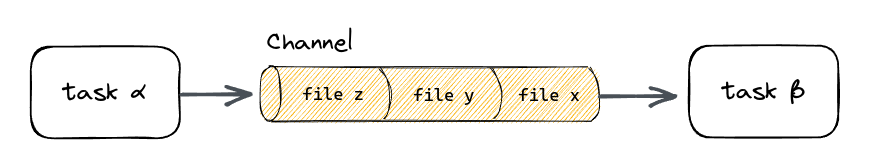 Channel
task α
file z
file y
file x
task β